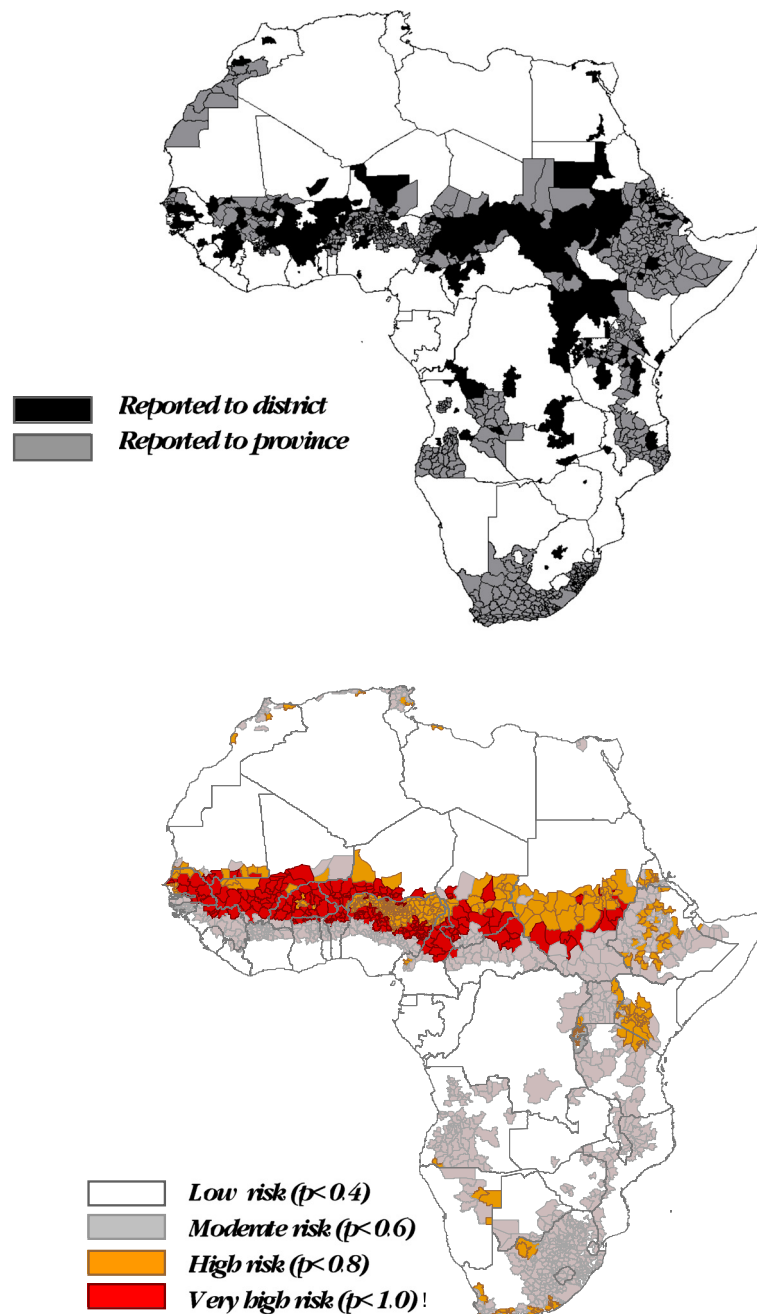 Reported to district
Reported to province
Low risk (p<0.4)
Moderate risk (p<0.6)
High risk (p<0.8)
Very high risk (p<1.0)!